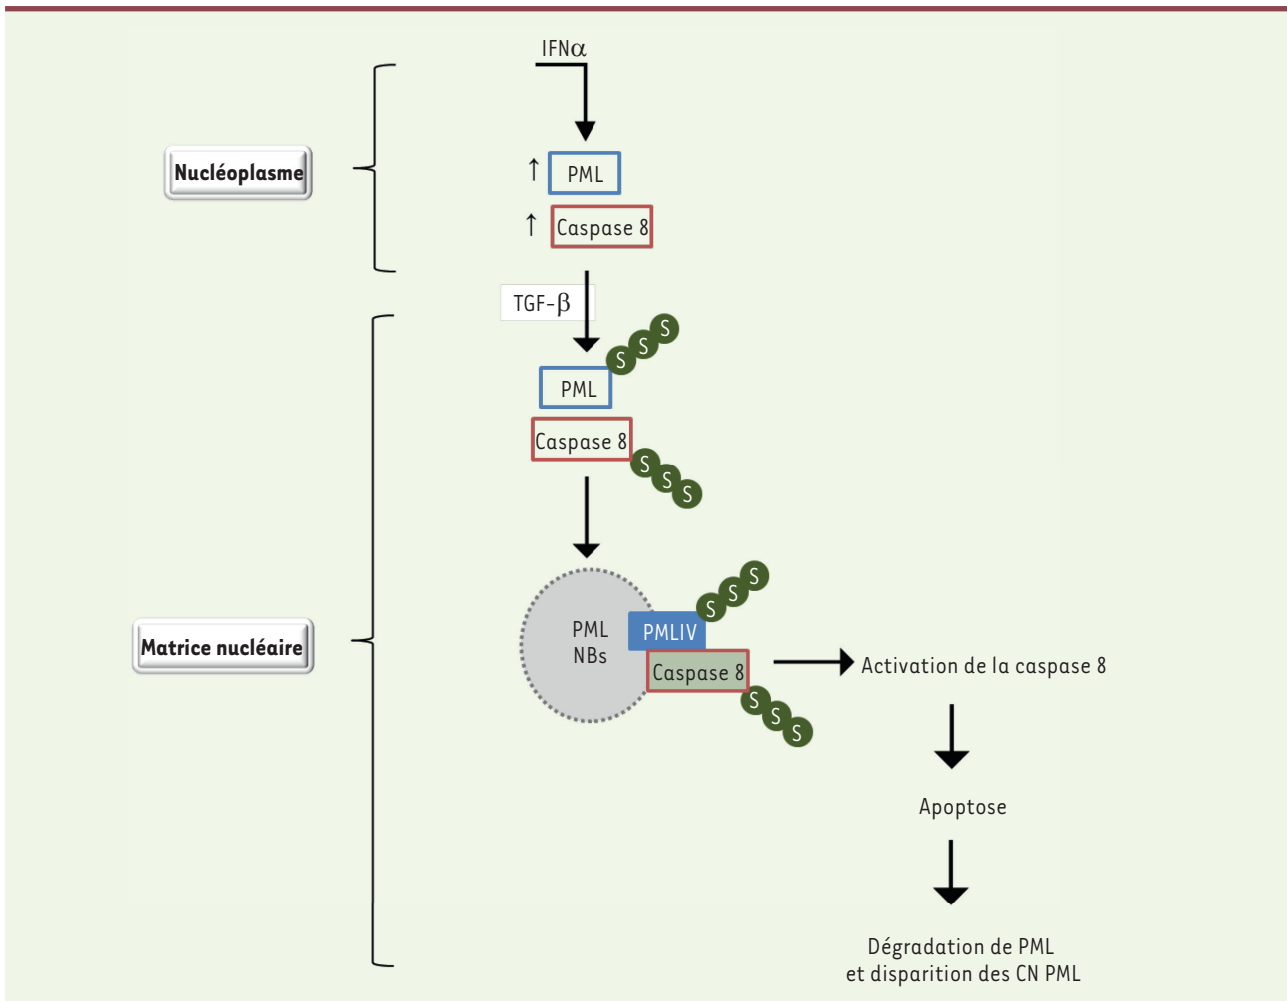 IFNα
Nucléoplasme
↑ PML
↑ Caspase 8
TGF-β
S S S
PML
Caspase 8
S S S
S S S
PML
NBs
PMLIV
Matrice nucléaire
Caspase 8
Activation de la caspase 8
S S S
Apoptose
Dégradation de PML
et disparition des CN PML